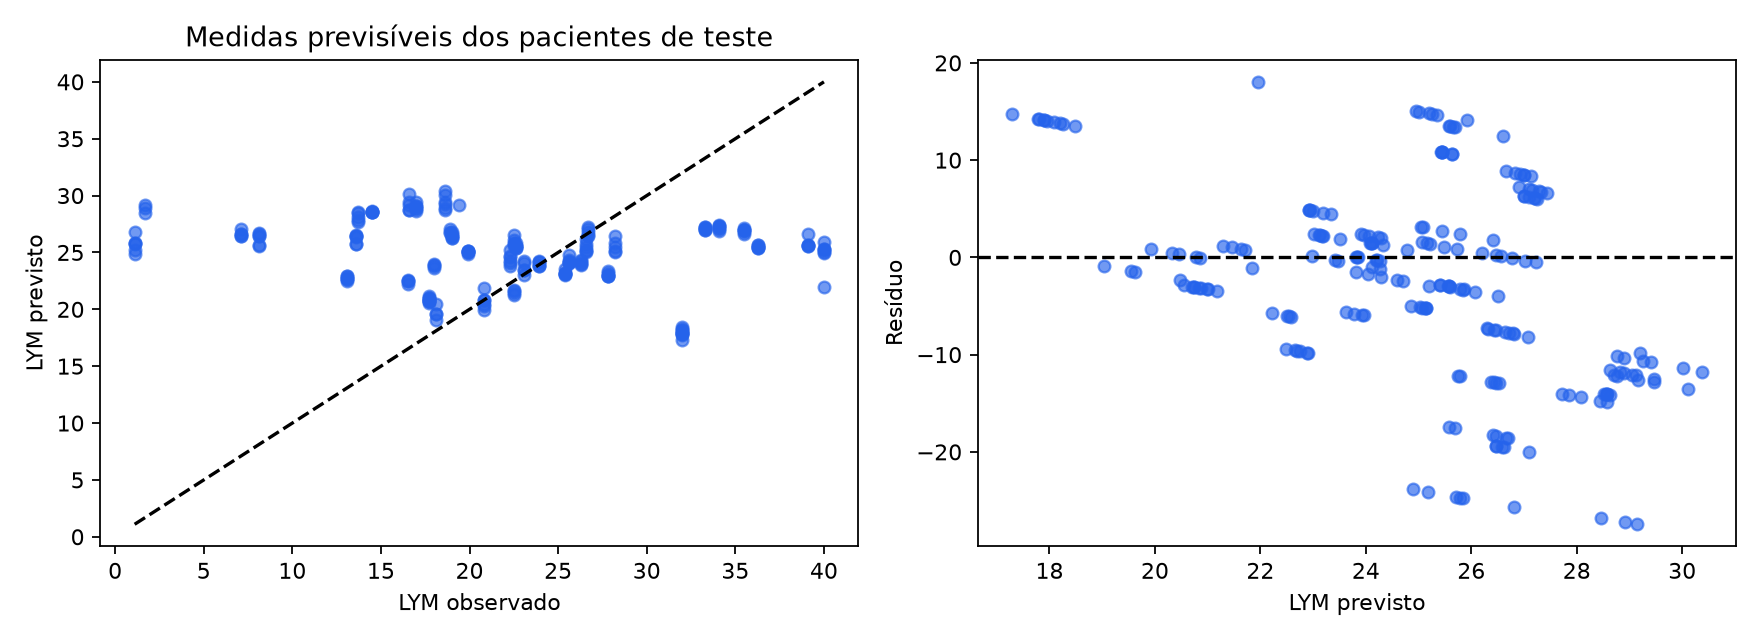 Medidas previsíveis dos pacientes de teste
LYM previsto
40
35
30
25
20
15
10
5
0
0 5 10 15 20 25 30 35 40
LYM observado
Resíduo
20
10
0
−10
−20
18 20 22 24 26 28 30
LYM previsto